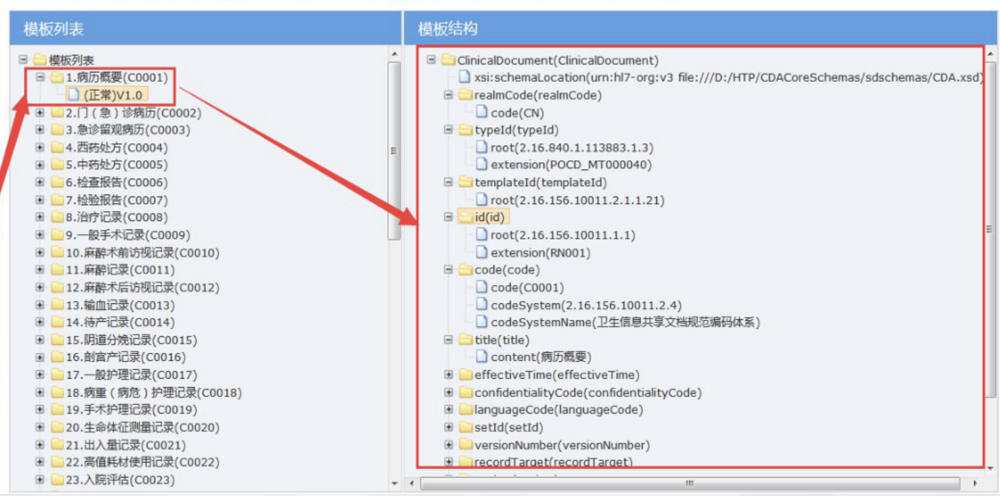 模板列表
模板列表
1.病历概要(C0001)
(正常)V1.0
2.门（急）诊病历(C0002)
3.急诊留观病历(C0003)
4.西药处方(C0004)
5.中药处方(C0005)
6.检查报告(C0006)
7.检验报告(C0007)
8.治疗记录(C0008)
9.一般手术记录(C0009)
10.麻醉术前访视记录(C0010)
11.麻醉记录(C0011)
12.麻醉术后访视记录(C0012)
13.输血记录(C0013)
14.待产记录(C0014)
15.阴道分娩记录(C0015)
16.剖宫产记录(C0016)
17.一般护理记录(C0017)
18.病重（病危）护理记录(C0018)
19.手术护理记录(C0019)
20.生命体征测量记录(C0020)
21.出入量记录(C0021)
22.高值耗材使用记录(C0022)
23.入院评估(C0023)
模板结构
ClinicalDocument(ClinicalDocument)
xsi:schemaLocation(urn:hl7-org:v3 file:///D:/HTP/CDACoreSchemas/sdschemas/CDA.xsd)
realmCode(realmCode)
code(CN)
typeId(typeId)
root(2.16.840.1.113883.1.3)
extension(POCD_MT000040)
templateId(templateId)
root(2.16.156.10011.2.1.1.21)
id(id)
root(2.16.156.10011.1.1)
extension(RN001)
code(code)
code(C0001)
codeSystem(2.16.156.10011.2.4)
codeSystemName(卫生信息共享文档规范编码体系)
title(title)
content(病历概要)
effectiveTime(effectiveTime)
confidentialityCode(confidentialityCode)
languageCode(languageCode)
setId(setId)
versionNumber(versionNumber)
recordTarget(recordTarget)